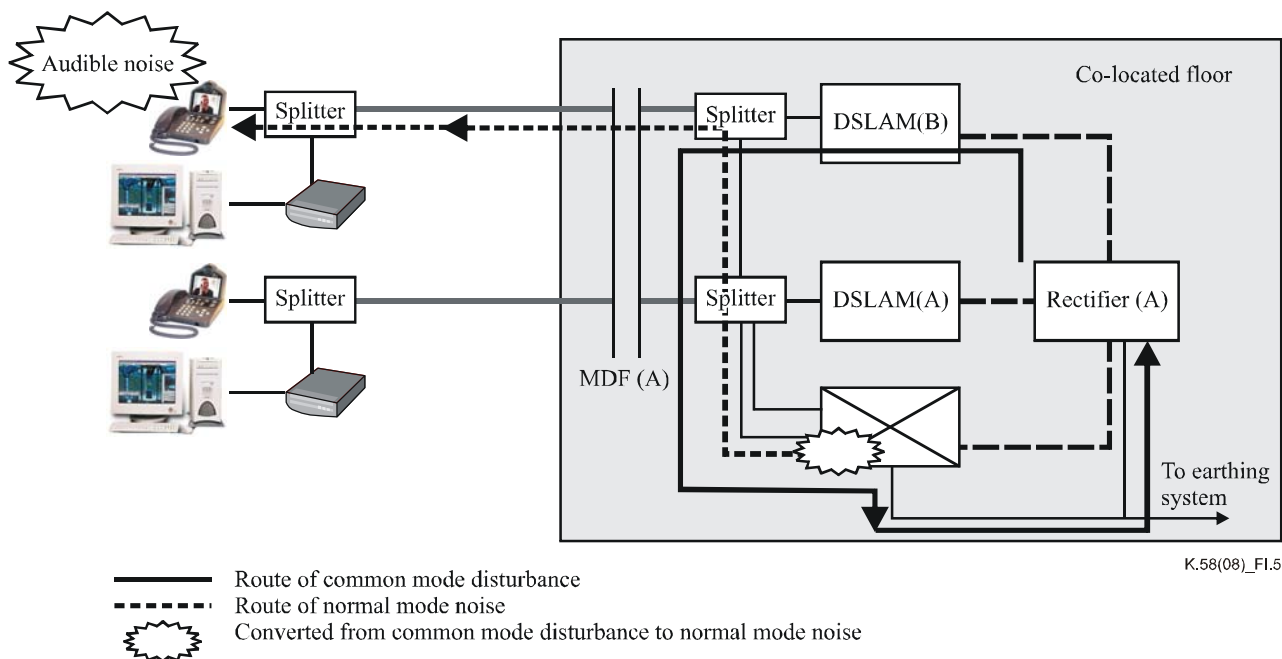 Audible noise
Co-located floor
Splitter
Splitter
DSLAM(B)
Splitter
Splitter
DSLAM(A)
Rectifier (A)
MDF (A)
To earthing
system
K.58(08)_FI.5
Route of common mode disturbance
Route of normal mode noise
Converted from common mode disturbance to normal mode noise